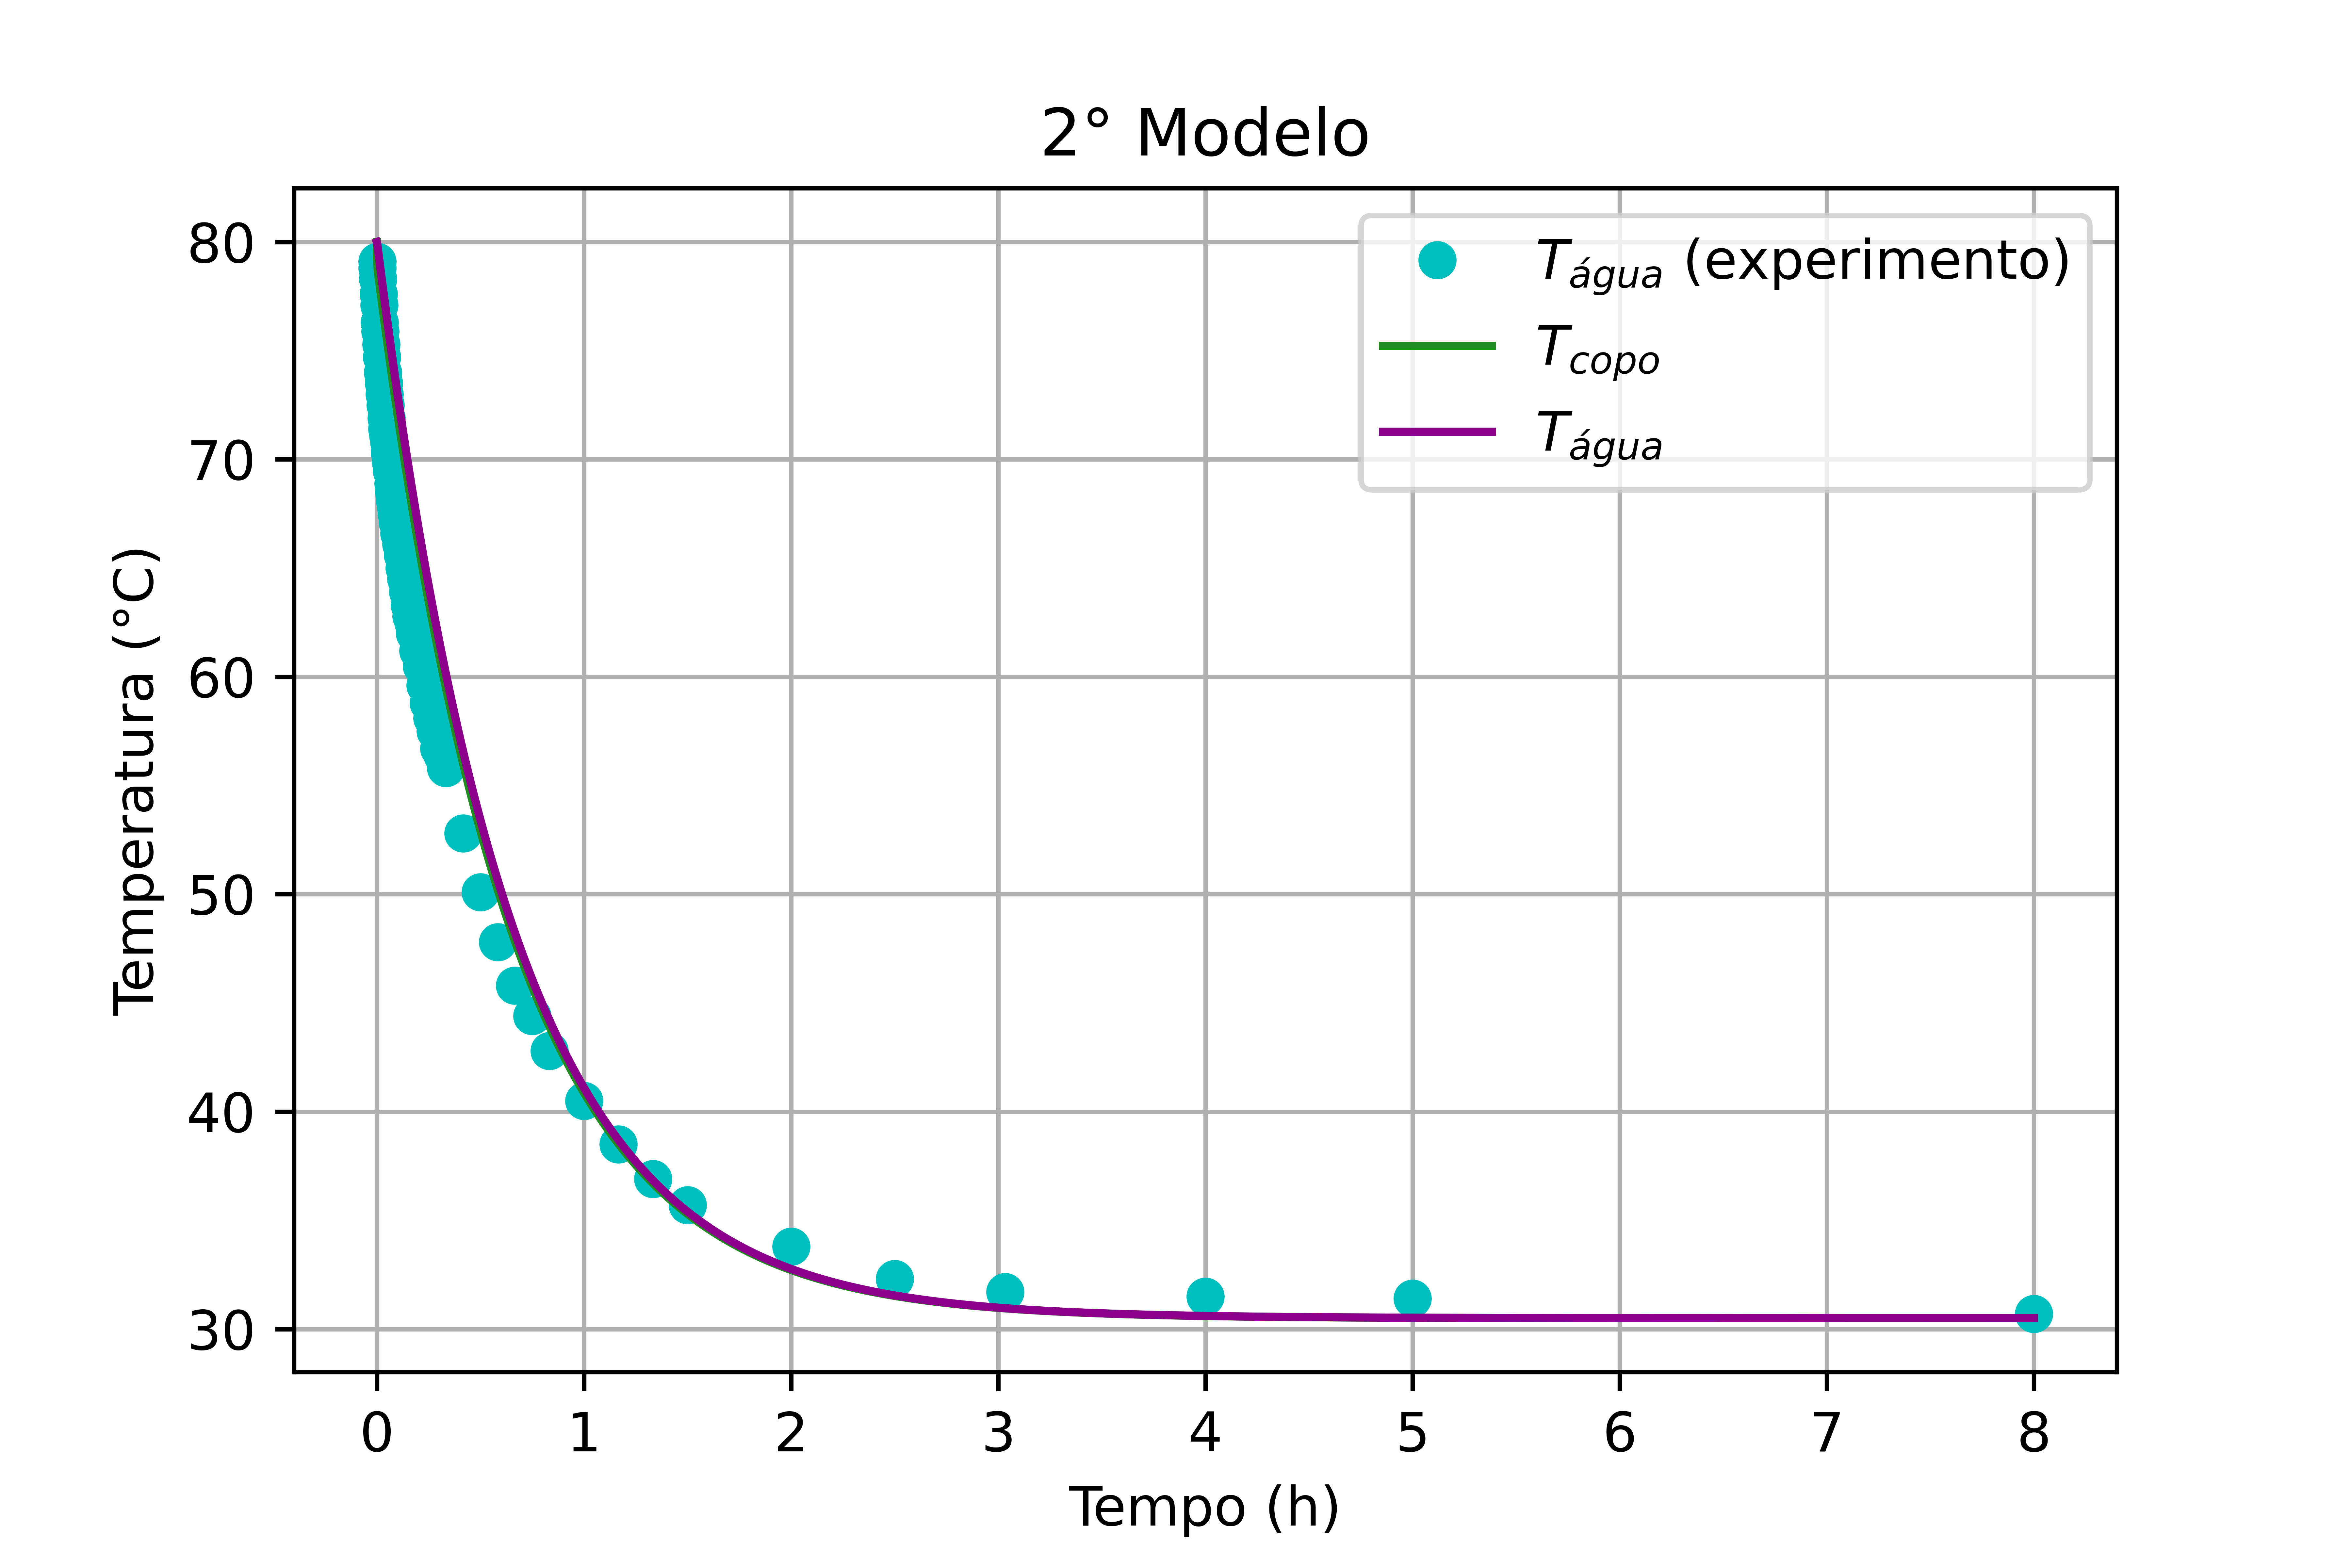 2° Modelo
T_água (experimento)
T_copo
T_água
Temperatura (°C)
80
70
60
50
40
30
0 1 2 3 4 5 6 7 8
Tempo (h)